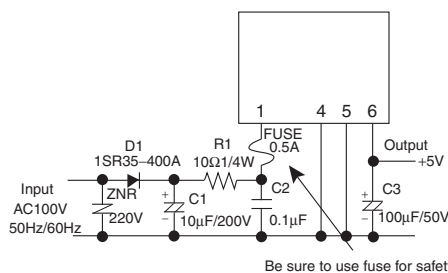 1 4 5 6
FUSE
0.5A
D1
1SR35–400A
R1
10Ω1/4W
Output
+5V
Input
AC100V
50Hz/60Hz
ZNR
220V
+
C1
10μF/200V
−
C2
0.1μF
+
C3
100μF/50V
−
Be sure to use fuse for safet